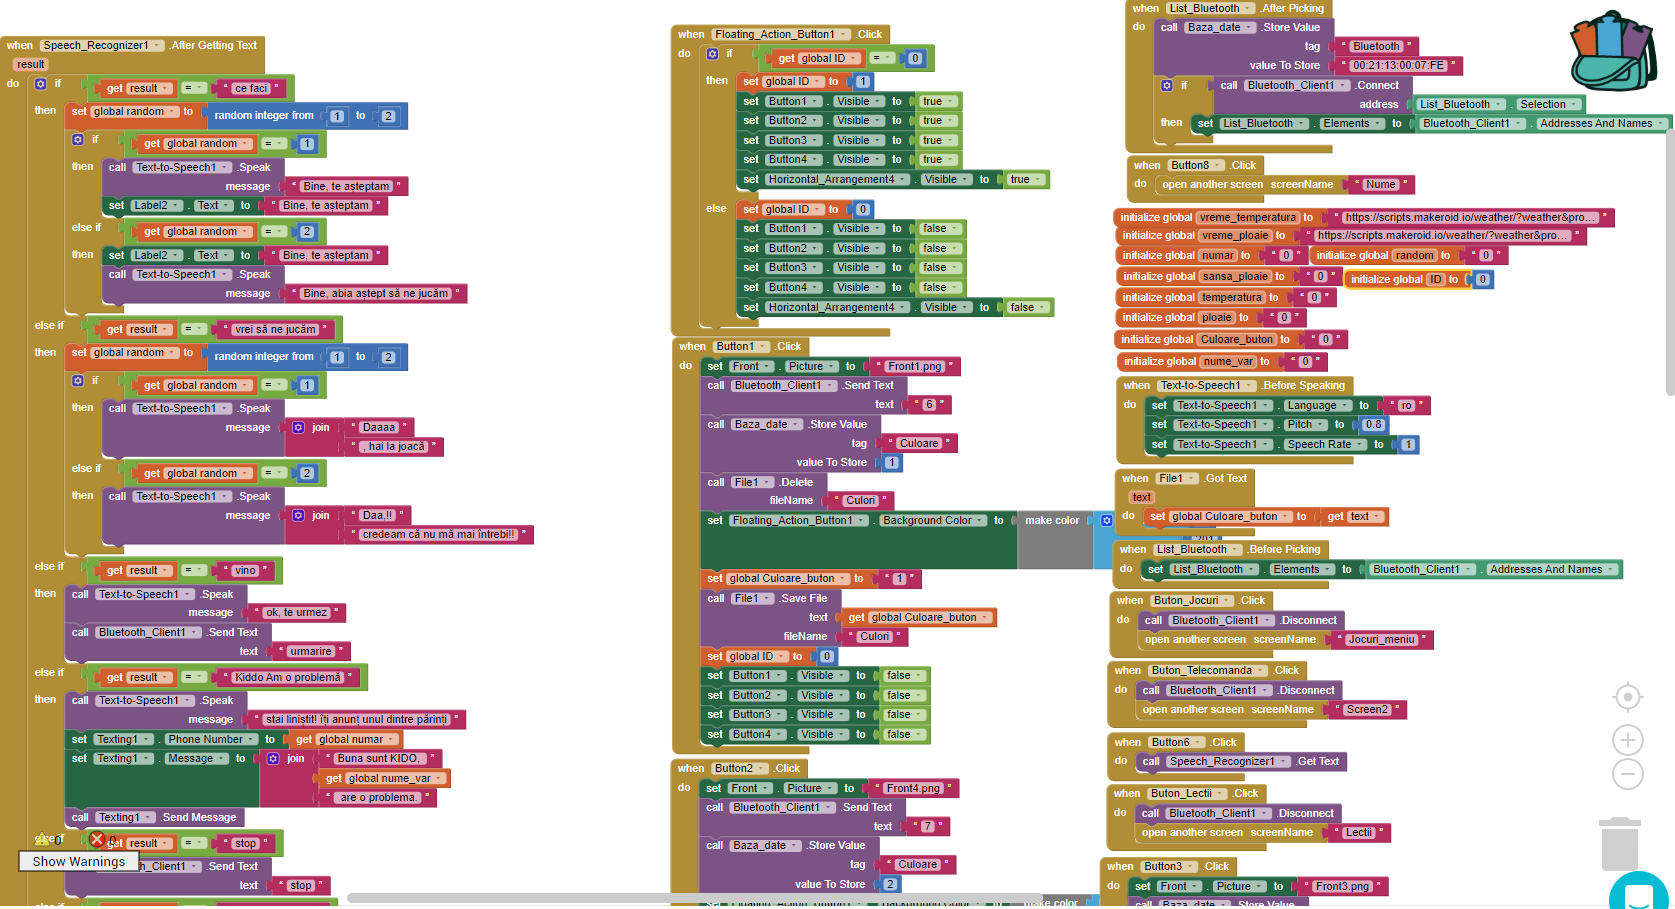 when Speech_Recognizer1 .After Getting Text
result
do if get result = "ce faci"
then set global random to random integer from 1 to 2
if get global random = 1
then call Text-to-Speech1 .Speak
message "Bine, te așteptam"
set Label2 . Text to "Bine, te așteptam"
else if get global random = 2
then set Label2 . Text to "Bine, te așteptam"
call Text-to-Speech1 .Speak
message "Bine, abia aștept să ne jucăm"
else if get result = "vrei să ne jucăm"
then set global random to random integer from 1 to 2
if get global random = 1
then call Text-to-Speech1 .Speak
message join "Daaaa"
", hai la joacă"
else if get global random = 2
then call Text-to-Speech1 .Speak
message join "Daa,!!"
"credeam că nu mă mai întrebi!!"
else if get result = "vino"
then call Text-to-Speech1 .Speak
message "ok, te urmez"
call Bluetooth_Client1 .Send Text
text "urmarire"
else if get result = "Kiddo Am o problemă"
then call Text-to-Speech1 .Speak
message "stai liniștit! îți anunț unul dintre părinți"
set Texting1 . Phone Number to get global numar
set Texting1 . Message to join "Buna sunt KIDO,"
get global nume_var
"are o problema."
call Texting1 .Send Message
get result = "stop"
Show Warnings
Client1 .Send Text
text "stop"
else if
when Floating_Action_Button1 .Click
do if get global ID = 0
then set global ID to 1
set Button1 . Visible to true
set Button2 . Visible to true
set Button3 . Visible to true
set Button4 . Visible to true
set Horizontal_Arrangement4 . Visible to true
else set global ID to 0
set Button1 . Visible to false
set Button2 . Visible to false
set Button3 . Visible to false
set Button4 . Visible to false
set Horizontal_Arrangement4 . Visible to false
when Button1 .Click
do set Front . Picture to "Front1.png"
call Bluetooth_Client1 .Send Text
text "6"
call Baza_date .Store Value
tag "Culoare"
value To Store 1
call File1 .Delete
fileName "Culori"
set Floating_Action_Button1 . Background Color to make color
set global Culoare_buton to "1"
call File1 .Save File
text get global Culoare_buton
fileName "Culori"
set global ID to 0
set Button1 . Visible to false
set Button2 . Visible to false
set Button3 . Visible to false
set Button4 . Visible to false
when Button2 .Click
do set Front . Picture to "Front4.png"
call Bluetooth_Client1 .Send Text
text "7"
call Baza_date .Store Value
tag "Culoare"
value To Store 2
make color
when List_Bluetooth .After Picking
do call Baza_date .Store Value
tag "Bluetooth"
value To Store "00:21:13:00:07:FE"
if call Bluetooth_Client1 .Connect
address List_Bluetooth . Selection
then set List_Bluetooth . Elements to Bluetooth_Client1 . Addresses And Names
when Button8 .Click
do open another screen screenName "Nume"
initialize global vreme_temperatura to "https://scripts.makeroid.io/weather/?weather&pro..."
initialize global vreme_ploaie to "https://scripts.makeroid.io/weather/?weather&pro..."
initialize global numar to "0" initialize global random to "0"
initialize global sansa_ploaie to "0" initialize global ID to 0
initialize global temperatura to "0"
initialize global ploaie to "0"
initialize global Culoare_buton to "0"
initialize global nume_var to "0"
when Text-to-Speech1 .Before Speaking
do set Text-to-Speech1 . Language to "ro"
set Text-to-Speech1 . Pitch to 0.8
set Text-to-Speech1 . Speech Rate to 1
when File1 .Got Text
text
do set global Culoare_buton to get text
when List_Bluetooth .Before Picking
do set List_Bluetooth . Elements to Bluetooth_Client1 . Addresses And Names
when Buton_Jocuri .Click
do call Bluetooth_Client1 .Disconnect
open another screen screenName "Jocuri_meniu"
when Buton_Telecomanda .Click
do call Bluetooth_Client1 .Disconnect
open another screen screenName "Screen2"
when Button6 .Click
do call Speech_Recognizer1 .Get Text
when Buton_Lectii .Click
do call Bluetooth_Client1 .Disconnect
open another screen screenName "Lectii"
when Button3 .Click
do set Front . Picture to "Front3.png"
call Baza_date .Store Value